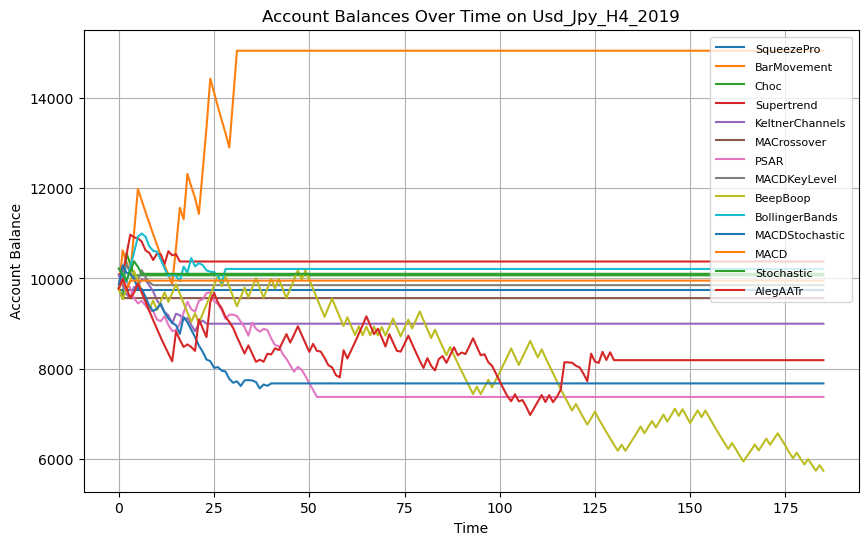 Account Balances Over Time on Usd_Jpy_H4_2019
Account Balance
14000
12000
10000
8000
6000
SqueezePro
BarMovement
Choc
Supertrend
KeltnerChannels
MACrossover
PSAR
MACDKeyLevel
BeepBoop
BollingerBands
MACDStochastic
MACD
Stochastic
AlegAATr
0 25 50 75 100 125 150 175
Time